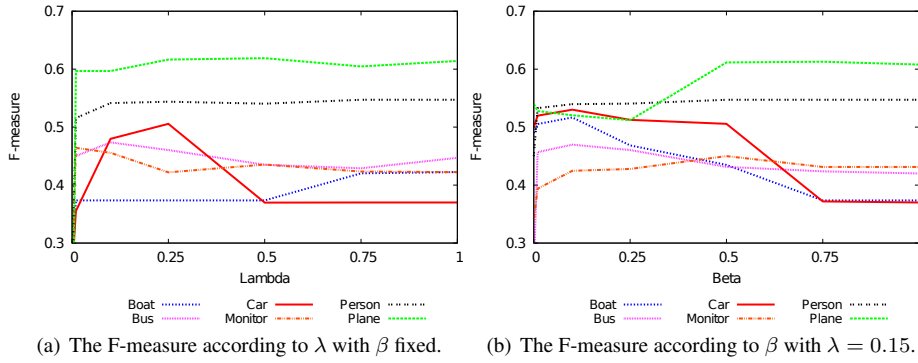 0.7
0.6
0.5
0.4
0.3
F-measure
0 0.25 0.5 0.75 1
Lambda
Boat Car Person
Bus Monitor Plane
(a) The F-measure according to λ with β fixed.
0.7
0.6
0.5
0.4
0.3
F-measure
0 0.25 0.5 0.75
Beta
Boat Car Person
Bus Monitor Plane
(b) The F-measure according to β with λ = 0.15.